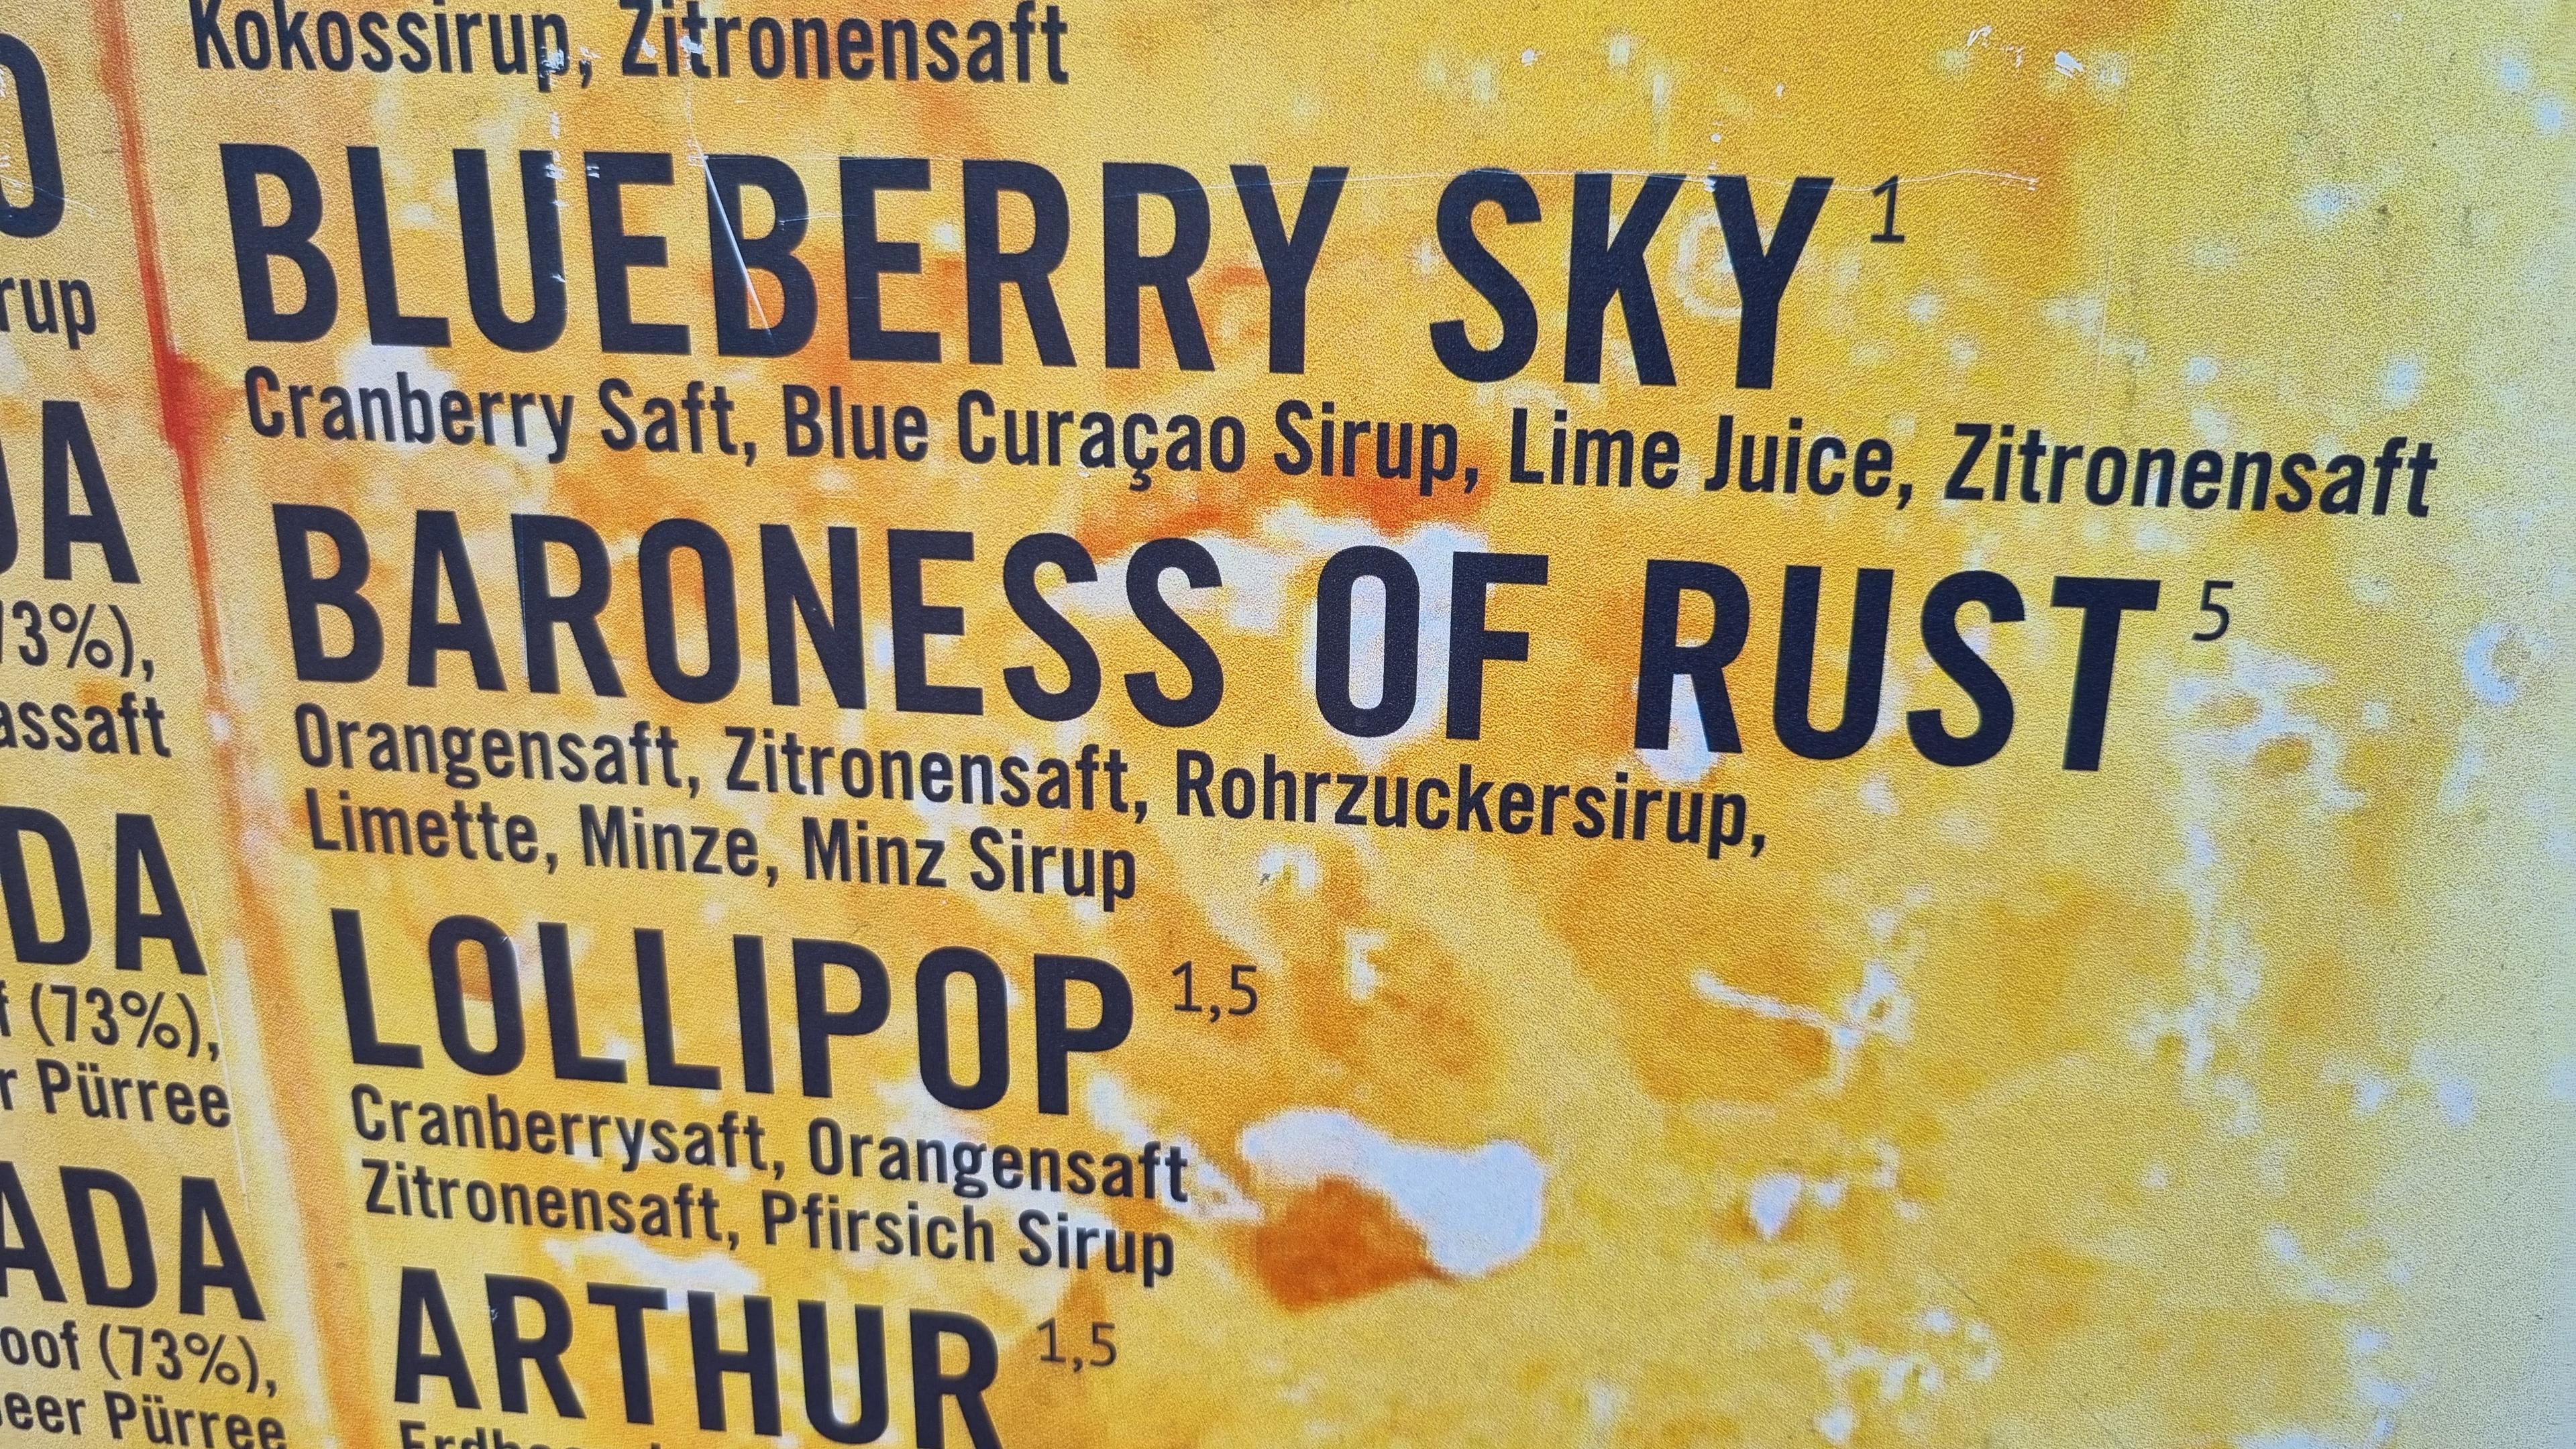 Kokossirup, Zitronensaft
BLUEBERRY SKY 1
Cranberry Saft, Blue Curaçao Sirup, Lime Juice, Zitronensaft
BARONESS OF RUST 5
Orangensaft, Zitronensaft, Rohrzuckersirup,
Limette, Minze, Minz Sirup
LOLLIPOP 1,5
Cranberrysaft, Orangensaft
Zitronensaft, Pfirsich Sirup
ARTHUR 1,5
rup
73%),
assaft
DA
(73%),
r Pürree
ADA
oof (73%),
eer Pürree